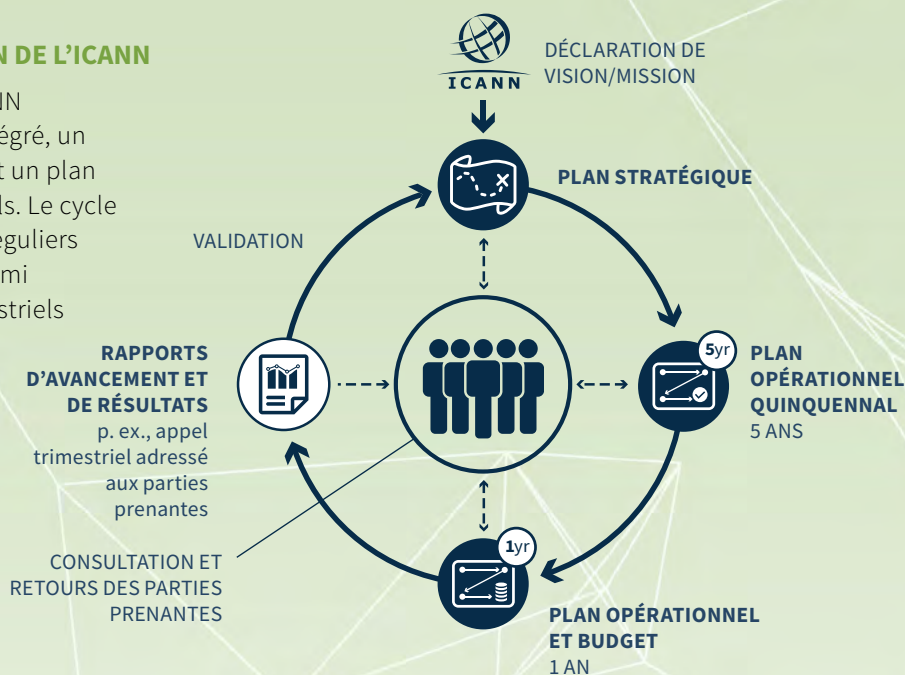 N DE L'ICANN
NN
égré, un
t un plan
ls. Le cycle
éguliers
mi
striels
ICANN
DÉCLARATION DE
VISION/MISSION
PLAN STRATÉGIQUE
VALIDATION
5yr
PLAN
OPÉRATIONNEL
QUINQUENNAL
5 ANS
RAPPORTS
D'AVANCEMENT ET
DE RÉSULTATS
p. ex., appel
trimestriel adressé
aux parties
prenantes
CONSULTATION ET
RETOURS DES PARTIES
PRENANTES
1yr
PLAN OPÉRATIONNEL
ET BUDGET
1 AN